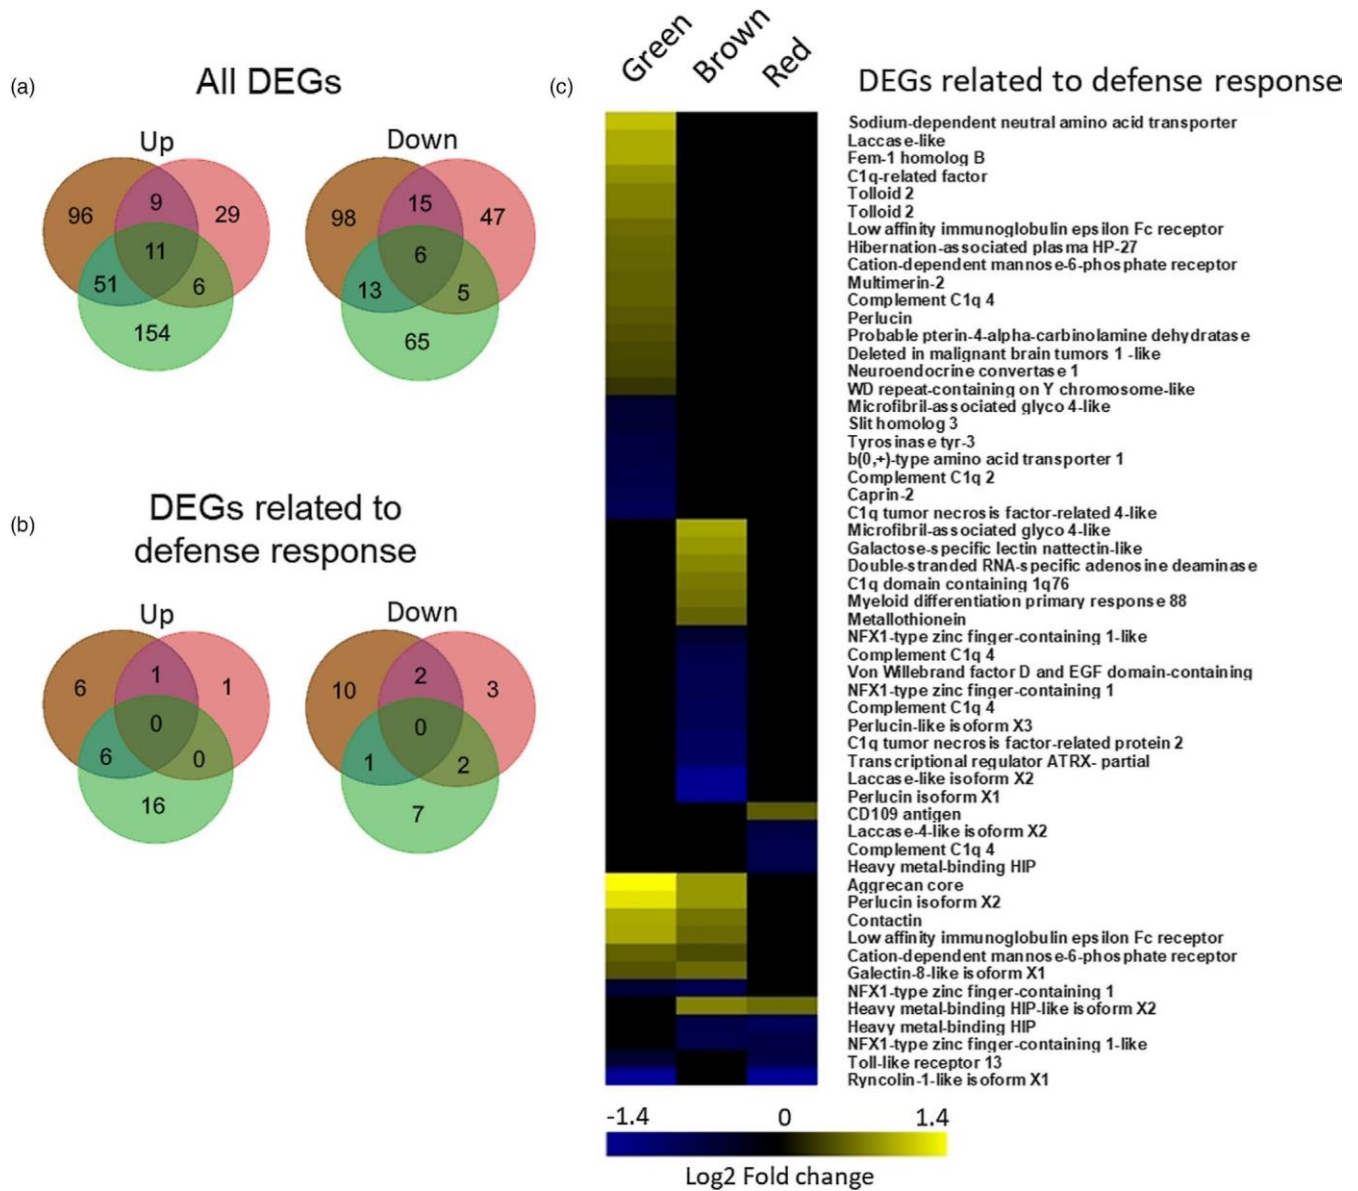 (a)
All DEGs
Up
Down
96
9
29
11
51
6
154
98
15
47
6
13
5
65
(b)
DEGs related to
defense response
Up
Down
6
1
1
0
6
0
16
10
2
3
0
1
2
7
(c)
Green
Brown
Red
DEGs related to defense response
Sodium-dependent neutral amino acid transporter
Laccase-like
Fem-1 homolog B
C1q-related factor
Tolloid 2
Tolloid 2
Low affinity immunoglobulin epsilon Fc receptor
Hibernation-associated plasma HP-27
Cation-dependent mannose-6-phosphate receptor
Multimerin-2
Complement C1q 4
Perlucin
Probable pterin-4-alpha-carbinolamine dehydratase
Deleted in malignant brain tumors 1 -like
Neuroendocrine convertase 1
WD repeat-containing on Y chromosome-like
Microfibril-associated glyco 4-like
Slit homolog 3
Tyrosinase tyr-3
b(0,+)-type amino acid transporter 1
Complement C1q 2
Caprin-2
C1q tumor necrosis factor-related 4-like
Microfibril-associated glyco 4-like
Galactose-specific lectin nattectin-like
Double-stranded RNA-specific adenosine deaminase
C1q domain containing 1q76
Myeloid differentiation primary response 88
Metallothionein
NFX1-type zinc finger-containing 1-like
Complement C1q 4
Von Willebrand factor D and EGF domain-containing
NFX1-type zinc finger-containing 1
Complement C1q 4
Perlucin-like isoform X3
C1q tumor necrosis factor-related protein 2
Transcriptional regulator ATRX- partial
Laccase-like isoform X2
Perlucin isoform X1
CD109 antigen
Laccase-4-like isoform X2
Complement C1q 4
Heavy metal-binding HIP
Aggrecan core
Perlucin isoform X2
Contactin
Low affinity immunoglobulin epsilon Fc receptor
Cation-dependent mannose-6-phosphate receptor
Galectin-8-like isoform X1
NFX1-type zinc finger-containing 1
Heavy metal-binding HIP-like isoform X2
Heavy metal-binding HIP
NFX1-type zinc finger-containing 1-like
Toll-like receptor 13
Ryncolin-1-like isoform X1
-1.4
0
1.4
Log2 Fold change